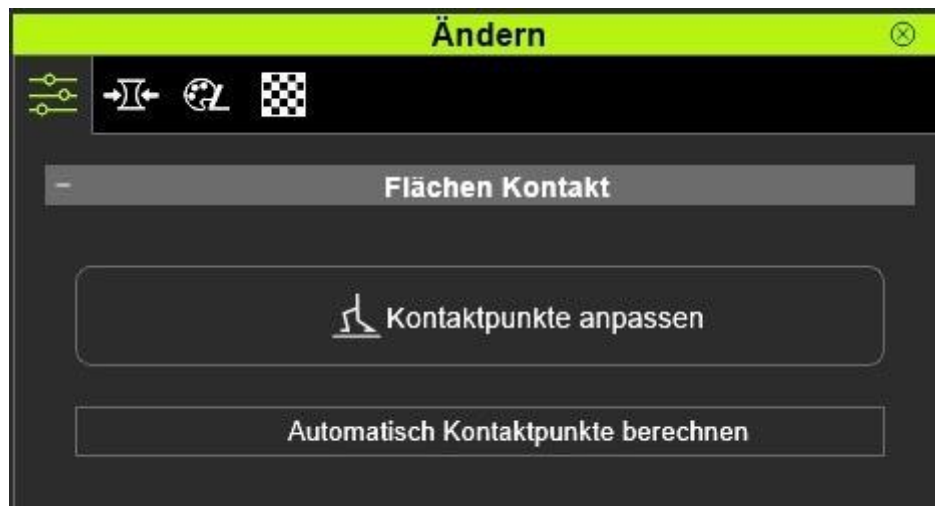 Ändern
Flächen Kontakt
Kontaktpunkte anpassen
Automatisch Kontaktpunkte berechnen